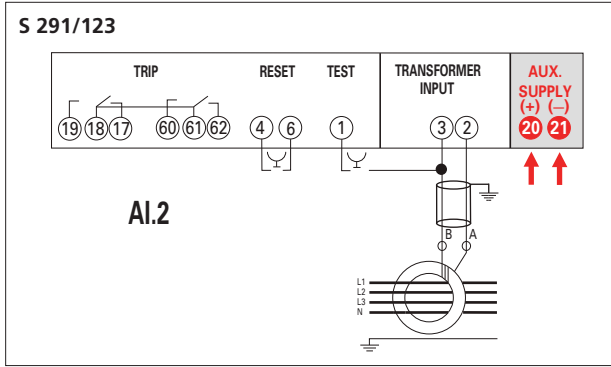 S 291/123
TRIP RESET TEST TRANSFORMER INPUT AUX. SUPPLY
(+) (—)
19 18 17 60 61 62 4 6 1 3 2 20 21
AI.2
B A
L1
L2
L3
N